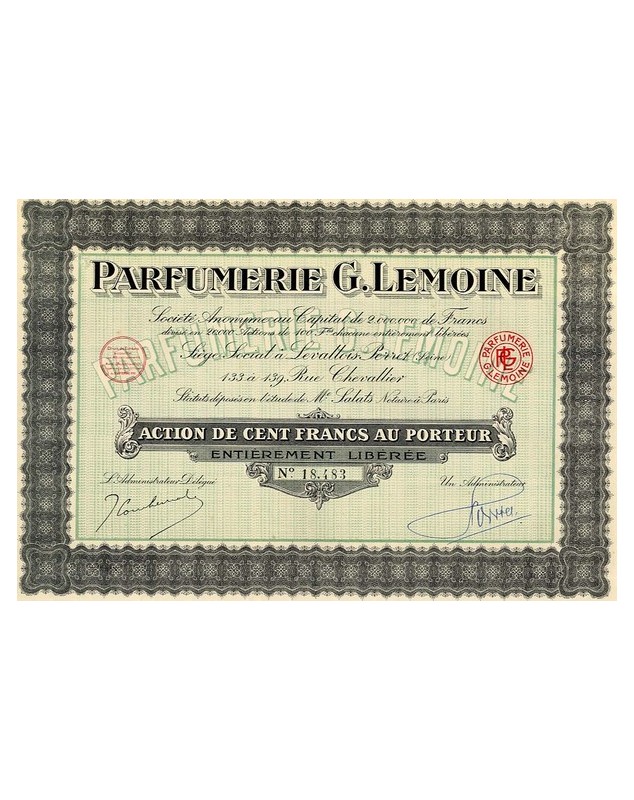 PARFUMERIE G. LEMOINE
Société Anonyme au Capital de 2.000.000 de Francs
divisé en 20.000 Actions de 100 Frs chacune entièrement libérées
Siège Social à Levallois-Perret (Seine)
133 à 139, Rue Chevallier
Statuts déposés en l'étude de Me Salats Notaire à Paris
PARFUMERIE G. LEMOINE
PARFUMERIE
PGL
G. LEMOINE
ACTION DE CENT FRANCS AU PORTEUR
ENTIÈREMENT LIBÉRÉE
No 18.483
L'Administrateur Délégué
Un Administrateur